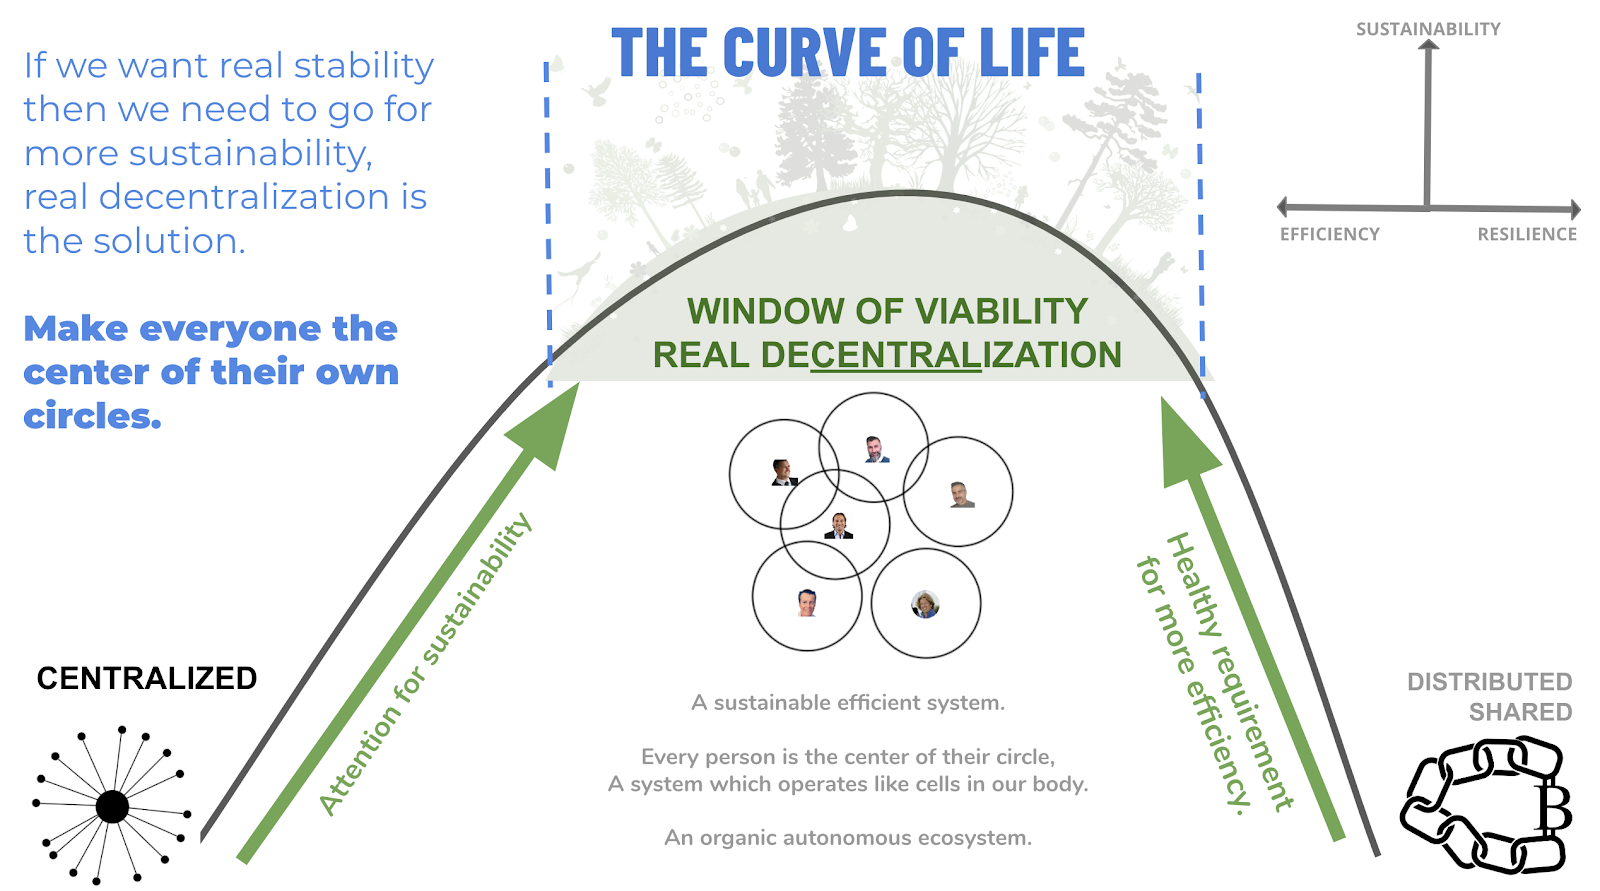 THE CURVE OF LIFE
If we want real stability
then we need to go for
more sustainability,
real decentralization is
the solution.
Make everyone the
center of their own
circles.
SUSTAINABILITY
EFFICIENCY
RESILIENCE
WINDOW OF VIABILITY
REAL DECENTRALIZATION
Attention for sustainability
Healthy requirement
for more efficiency.
CENTRALIZED
DISTRIBUTED
SHARED
B
A sustainable efficient system.
Every person is the center of their circle,
A system which operates like cells in our body.
An organic autonomous ecosystem.